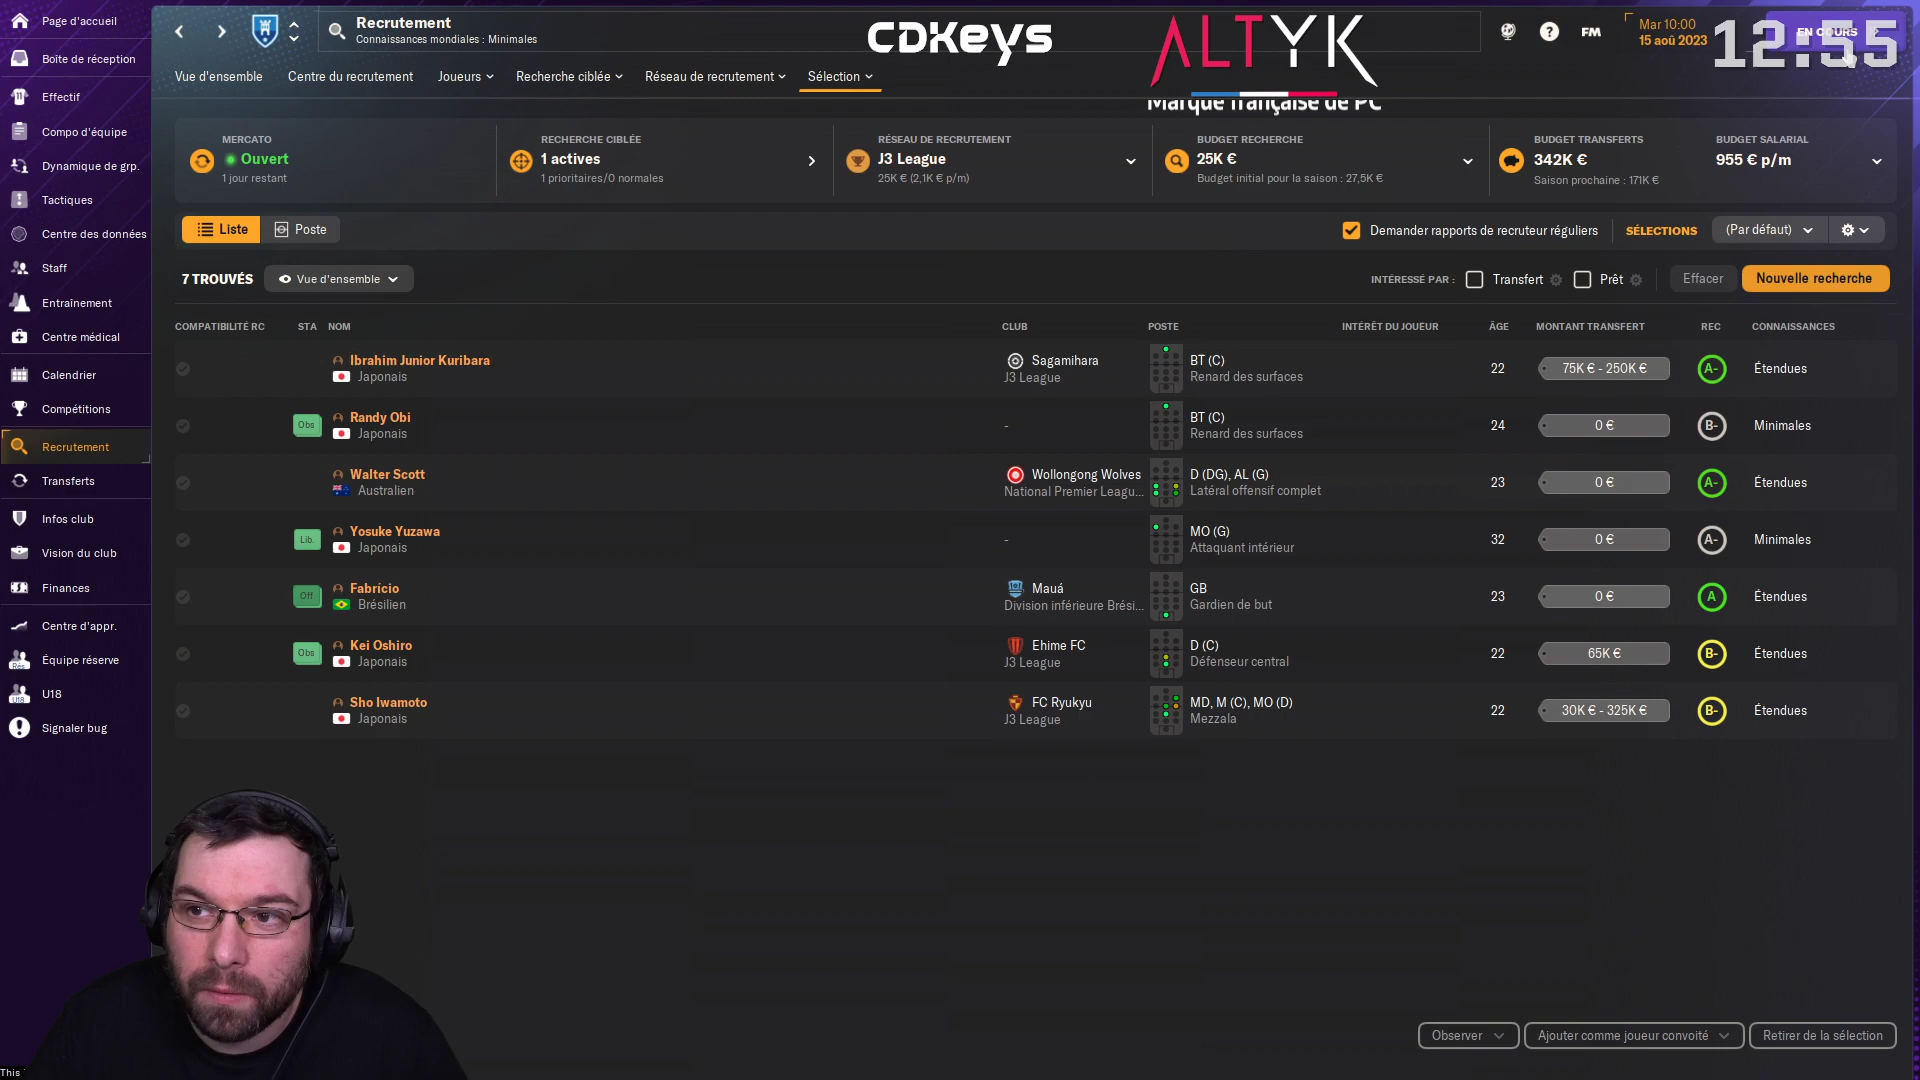 Page d'accueil
Boîte de réception
Effectif
Compo d'équipe
Dynamique de grp.
Tactiques
Centre des données
Staff
Entraînement
Centre médical
Calendrier
Compétitions
Recrutement
Transferts
Infos club
Vision du club
Finances
Centre d'appr.
Équipe réserve
U18
Signaler bug
This
Recrutement
Connaissances mondiales : Minimales
CDKeys
ALTYK
Marque française de PC
FM
Mar 10:00
15 aoû 2023
EN COURS
12:55
Vue d'ensemble Centre du recrutement Joueurs Recherche ciblée Réseau de recrutement Sélection
MERCATO
Ouvert
1 jour restant
RECHERCHE CIBLÉE
1 actives
1 prioritaires/0 normales
RÉSEAU DE RECRUTEMENT
J3 League
25K € (2,1K € p/m)
BUDGET RECHERCHE
25K €
Budget initial pour la saison : 27,5K €
BUDGET TRANSFERTS
342K €
Saison prochaine : 171K €
BUDGET SALARIAL
955 € p/m
Liste Poste
Demander rapports de recruteur réguliers SÉLECTIONS (Par défaut)
7 TROUVÉS Vue d'ensemble INTÉRESSÉ PAR : Transfert Prêt Effacer Nouvelle recherche
COMPATIBILITÉ RC STA NOM CLUB POSTE INTÉRÊT DU JOUEUR ÂGE MONTANT TRANSFERT REC CONNAISSANCES
Ibrahim Junior Kuribara Sagamihara BT (C) 22 75K € - 250K € A- Étendues
Japonais J3 League Renard des surfaces
Obs Randy Obi - BT (C) 24 0 € B- Minimales
Japonais Renard des surfaces
Walter Scott Wollongong Wolves D (DG), AL (G) 23 0 € A- Étendues
Australien National Premier Leagu... Latéral offensif complet
Lib. Yosuke Yuzawa - MO (G) 32 0 € A- Minimales
Japonais Attaquant intérieur
Off Fabrício Mauá GB 23 0 € A Étendues
Brésilien Division inférieure Brési... Gardien de but
Obs Kei Oshiro Ehime FC D (C) 22 65K € B- Étendues
Japonais J3 League Défenseur central
Sho Iwamoto FC Ryukyu MD, M (C), MO (D) 22 30K € - 325K € B- Étendues
Japonais J3 League Mezzala
Observer Ajouter comme joueur convoité Retirer de la sélection